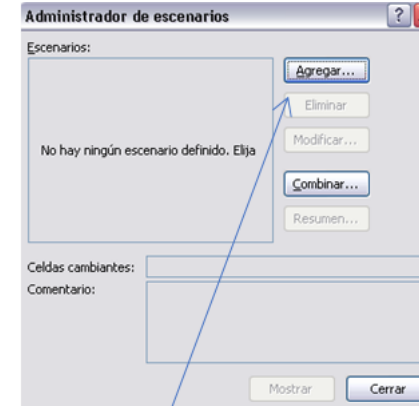 Administrador de escenarios
?
Escenarios:
Agregar...
Eliminar
No hay ningún escenario definido. Elija
Modificar...
Combinar...
Resumen...
Celdas cambiantes:
Comentario:
Mostrar
Cerrar